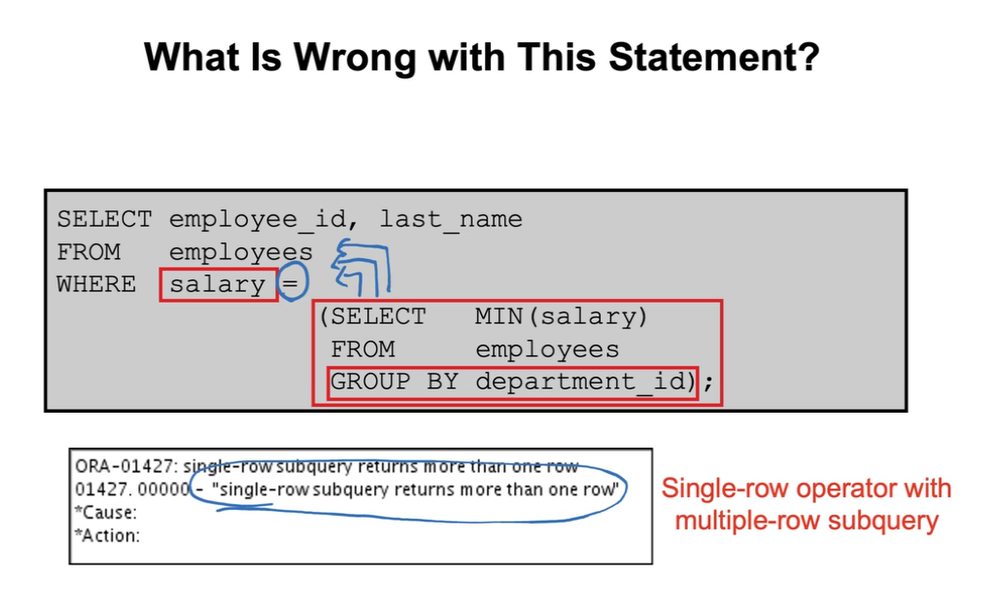 What Is Wrong with This Statement?
SELECT employee_id, last_name
FROM employees
WHERE salary =
(SELECT MIN(salary)
FROM employees
GROUP BY department_id);
ORA-01427: single-row subquery returns more than one row
01427. 00000 - "single-row subquery returns more than one row"
*Cause:
*Action:
Single-row operator with
multiple-row subquery